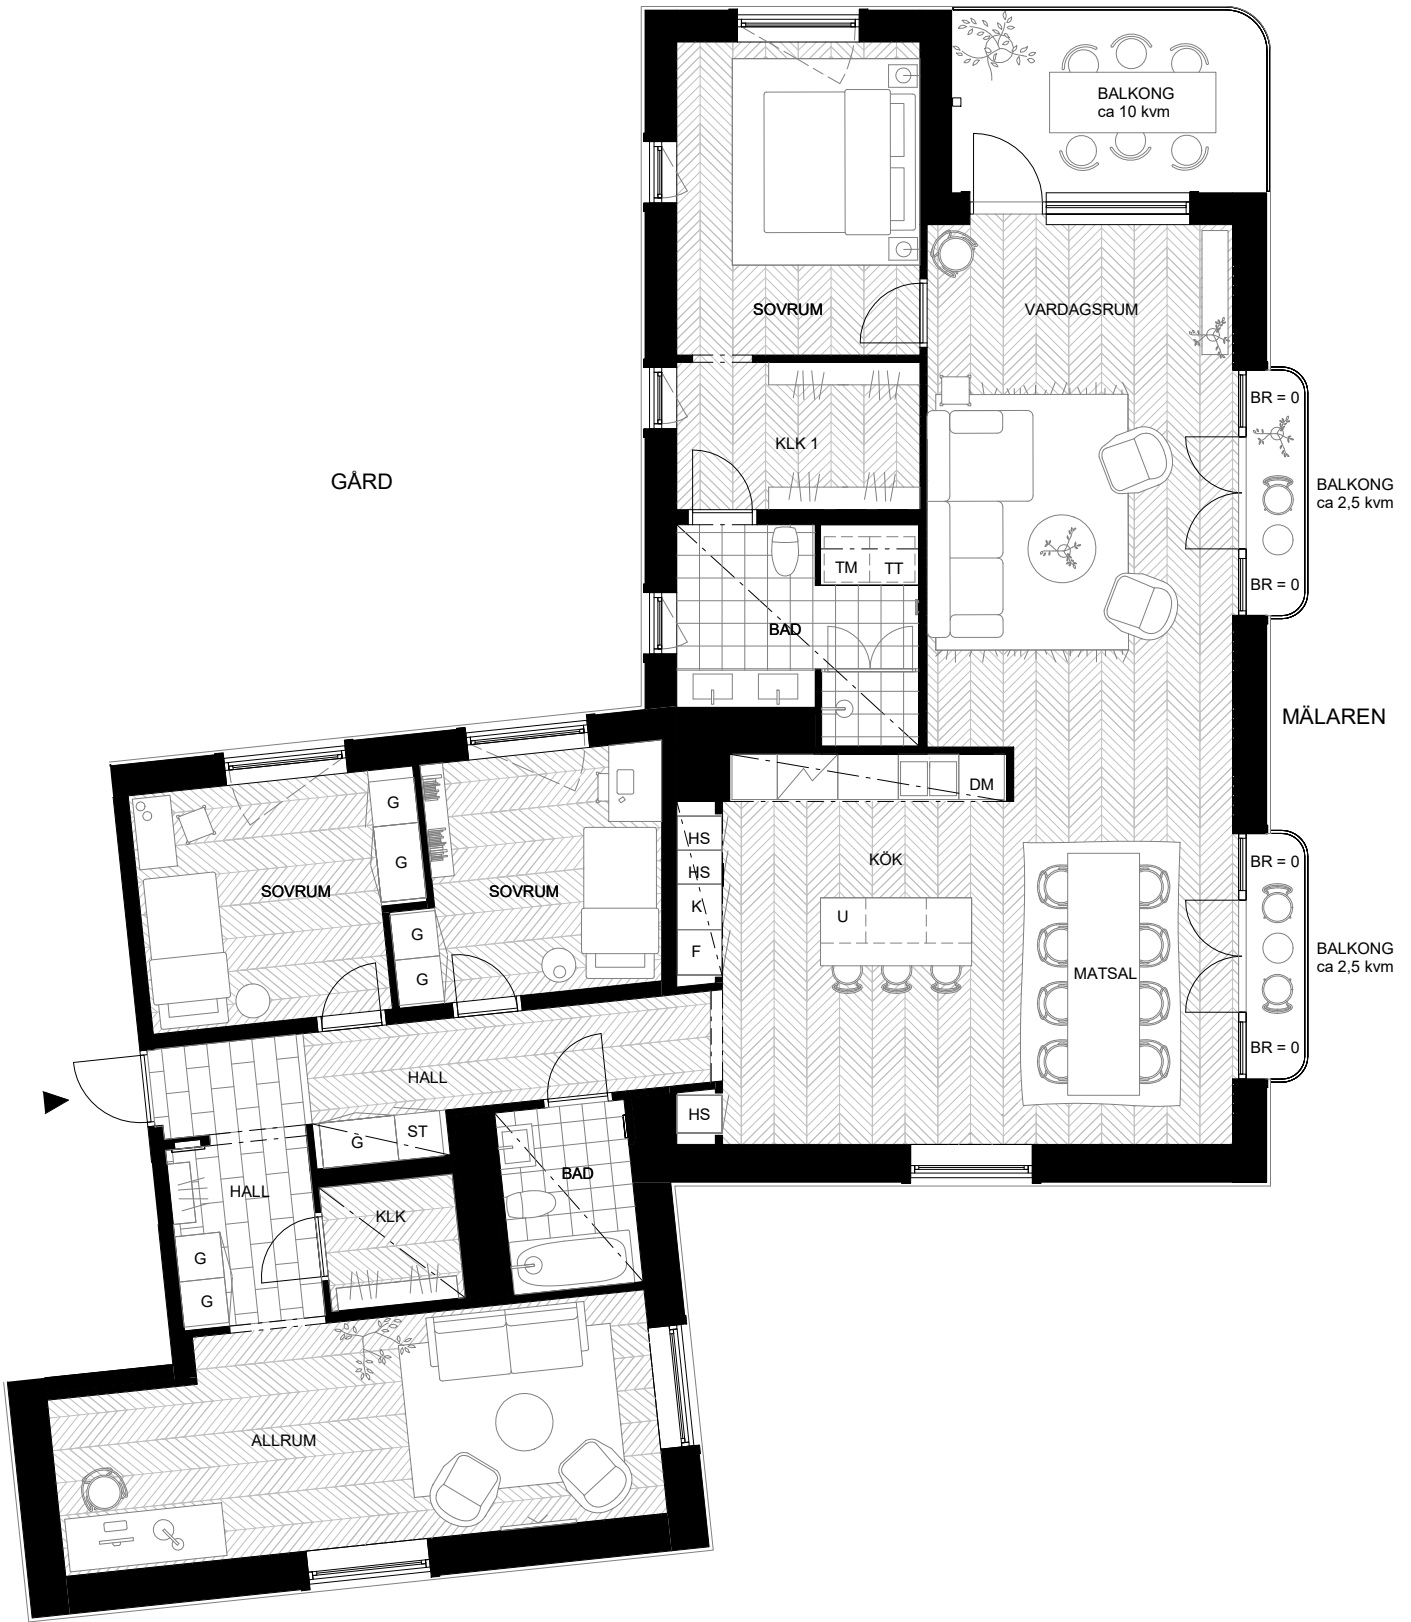 BALKONG
ca 10 kvm
SOVRUM
VARDAGSRUM
BR = 0
KLK 1
GÅRD
BALKONG
ca 2,5 kvm
TM
TT
BR = 0
BAD
MÄLAREN
DM
G
HS
KÖK
BR = 0
G
HS
SOVRUM
SOVRUM
K
U
G
F
BALKONG
ca 2,5 kvm
MATSAL
G
BR = 0
HALL
HS
ST
G
BAD
HALL
KLK
G
G
ALLRUM